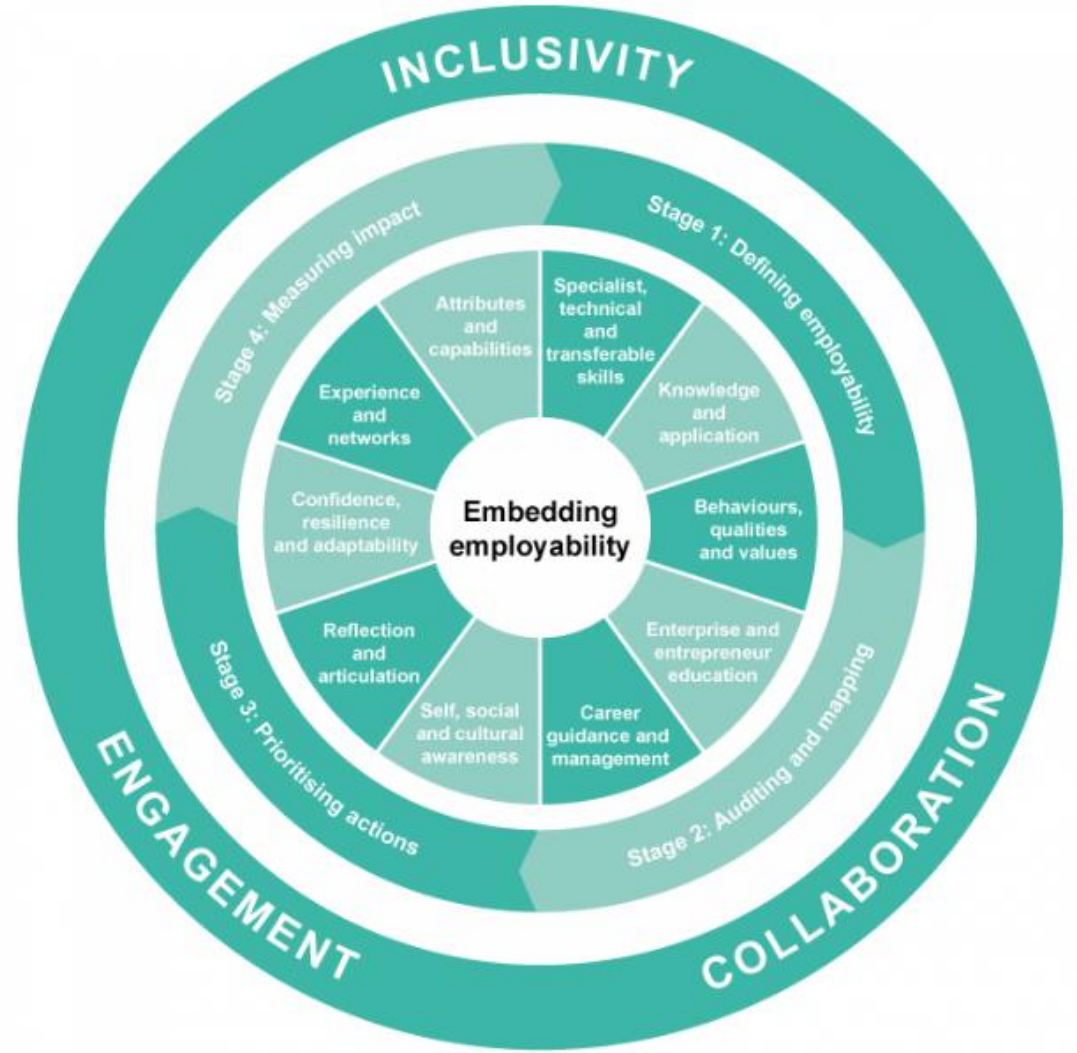 INCLUSIVITY
COLLABORATION
ENGAGEMENT
Stage 1: Defining employability
Stage 2: Auditing and mapping
Stage 3: Prioritising actions
Stage 4: Measuring impact
Specialist,
technical
and
transferable
skills
Knowledge
and
application
Behaviours,
qualities
and values
Enterprise and
entrepreneur
education
Career
guidance and
management
Self, social
and cultural
awareness
Reflection
and
articulation
Confidence,
resilience
and adaptability
Experience
and
networks
Attributes
and
capabilities
Embedding
employability